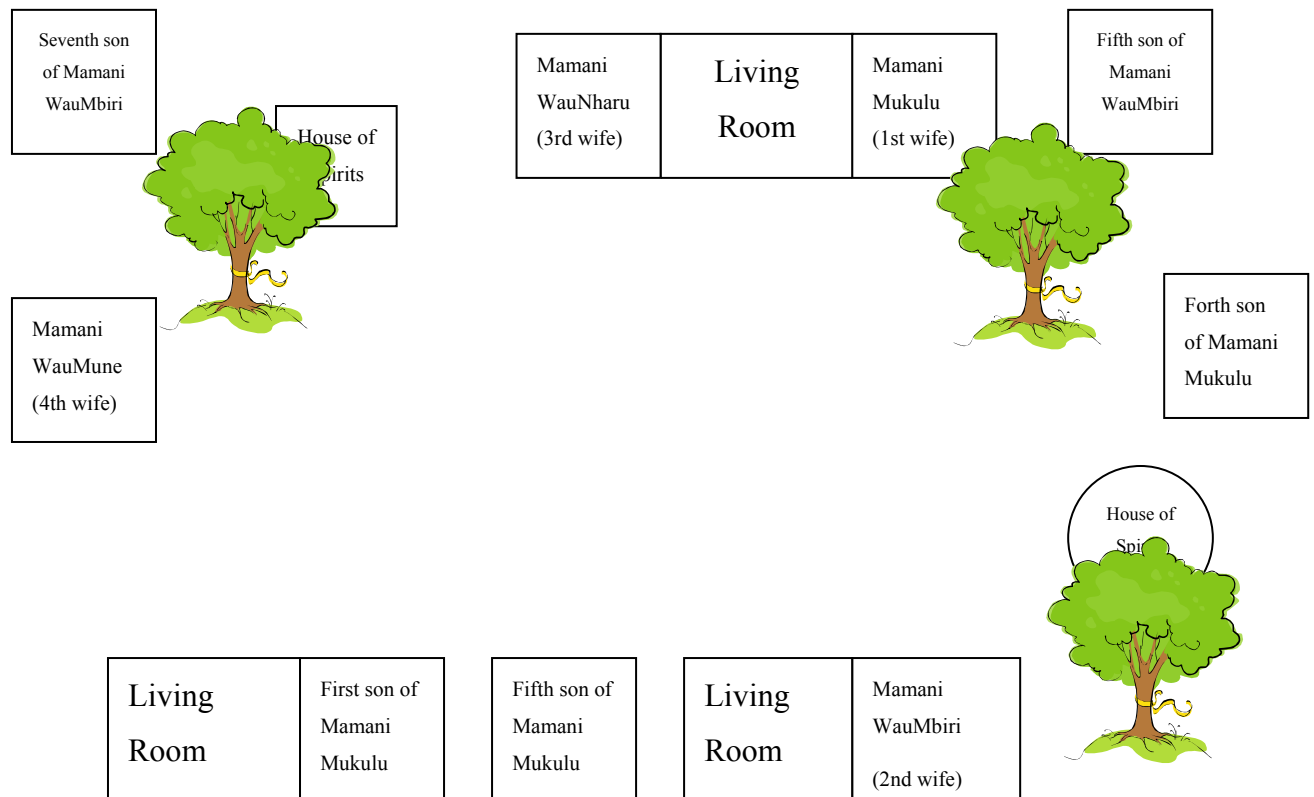 Seventh son
of Mamani
WauMbiri
House of
Mamani
WauNharu
(3rd wife)
Living
Room
Mamani
Mukulu
(1st wife)
Fifth son of
Mamani
WauMbiri
Mamani
WauMune
(4th wife)
Forth son
of Mamani
Mukulu
House of
Living
Room
First son of
Mamani
Mukulu
Fifth son of
Mamani
Mukulu
Living
Room
Mamani
WauMbiri
(2nd wife)